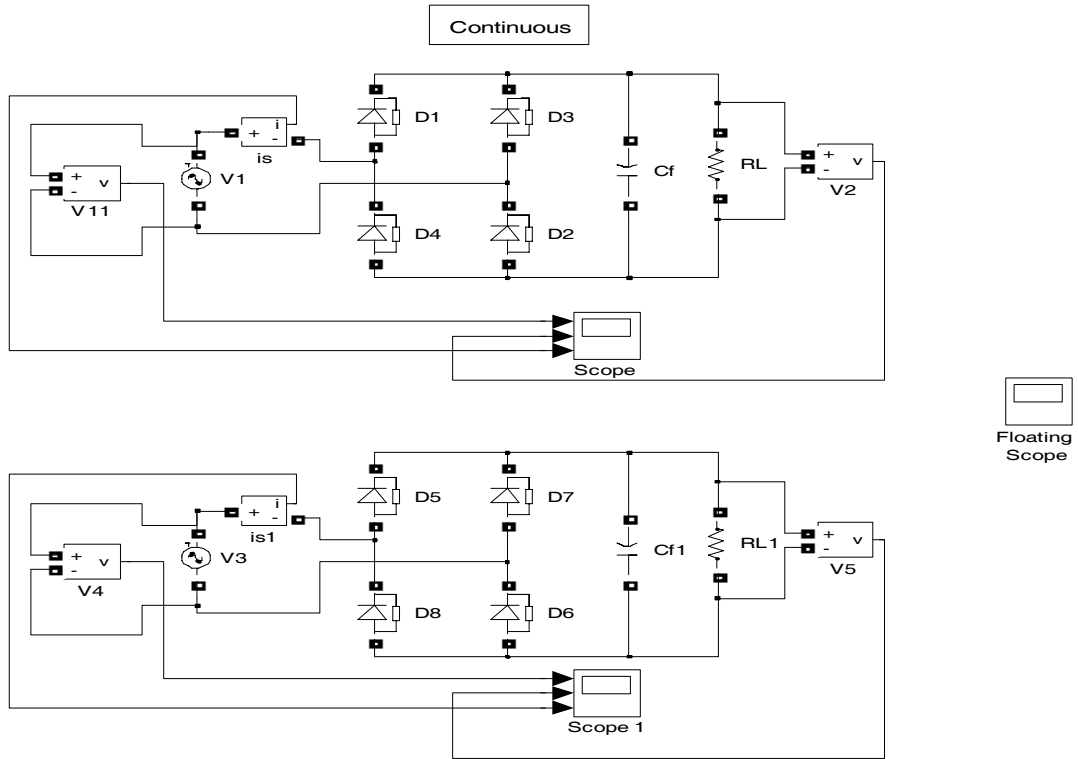 Continuous
D1
D3
i
+ -
is
V1
+
-
v
V11
Cf
RL
+
-
v
V2
D4
D2
Scope
Floating
Scope
D5
D7
i
+ -
is1
V3
+
-
v
V4
Cf1
RL1
+
-
v
V5
D8
D6
Scope 1